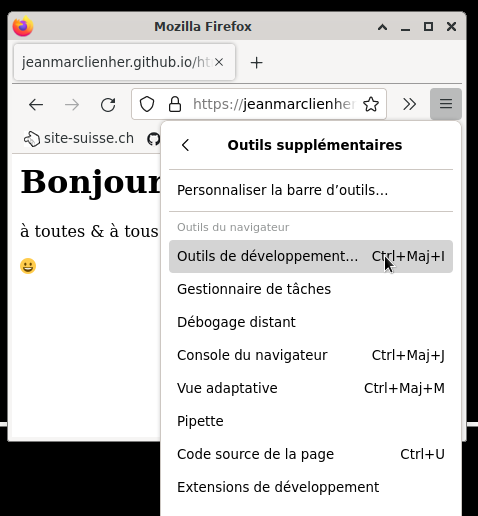 Mozilla Firefox
jeanmarclienher.github.io/ht
https://jeanmarclienher
site-suisse.ch
Outils supplémentaires
Bonjour
Personnaliser la barre d’outils…
à toutes & à tous
Outils du navigateur
Outils de développement… Ctrl+Maj+I
Gestionnaire de tâches
Débogage distant
Console du navigateur Ctrl+Maj+J
Vue adaptative Ctrl+Maj+M
Pipette
Code source de la page Ctrl+U
Extensions de développement